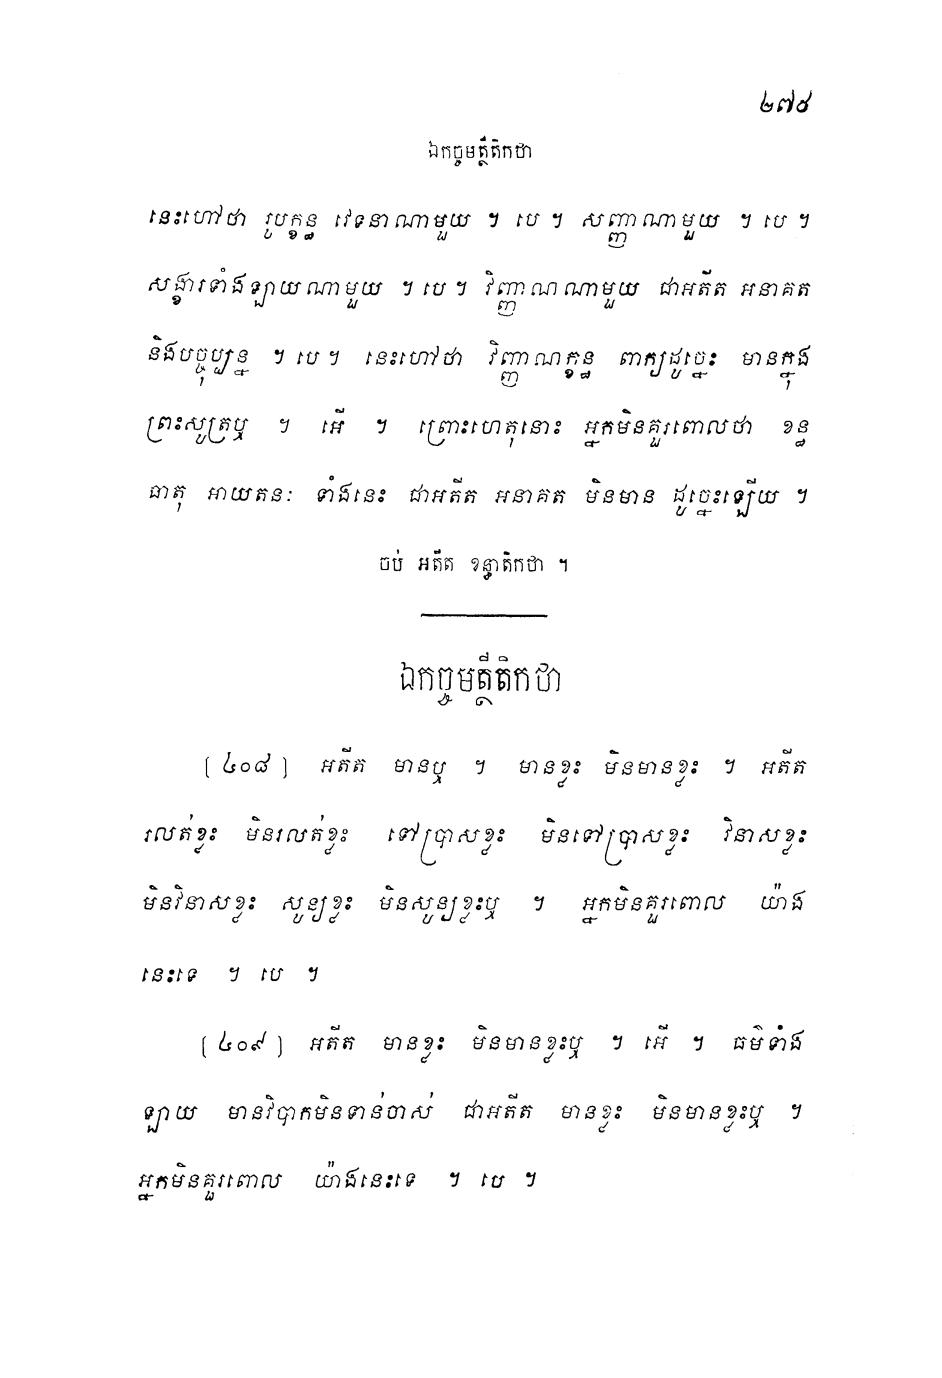 ២៧៩
ឯកច្ចមត្ថីតិកថា
នេះហៅថា រូបក្ខន្ធ វេទនាណាមួយ ។ បេ ។ សញ្ញាណាមួយ ។ បេ ។
សង្ខារទាំងឡាយណាមួយ ។ បេ ។ វិញ្ញាណណាមួយ ជាអតីត អនាគត
និងបច្ចុប្បន្ន ។ បេ ។ នេះហៅថា វិញ្ញាណក្ខន្ធ ពាក្យដូច្នេះ មានក្នុង
ព្រះសូត្រឬ ។ អើ ។ ព្រោះហេតុនោះ អ្នកមិនគួរពោលថា ខន្ធ
ធាតុ អាយតនៈ ទាំងនេះ ជាអតីត អនាគត មិនមាន ដូច្នេះឡើយ ។
ចប់ អតីត ខន្ធាតិកថា ។
ឯកច្ចមត្ថីតិកថា
[ ៤០៨ ] អតីត មានឬ ។ មានខ្លះ មិនមានខ្លះ ។ អតីត
រលត់ខ្លះ មិនរលត់ខ្លះ ទៅប្រាសខ្លះ មិនទៅប្រាសខ្លះ វិនាសខ្លះ
មិនវិនាសខ្លះ សូន្យខ្លះ មិនសូន្យខ្លះឬ ។ អ្នកមិនគួរពោល យ៉ាង
នេះទេ ។ បេ ។
[ ៤០៩ ] អតីត មានខ្លះ មិនមានខ្លះឬ ។ អើ ។ ធម៌ទាំង
ឡាយ មានវិបាកមិនទាន់ចាស់ ជាអតីត មានខ្លះ មិនមានខ្លះឬ ។
អ្នកមិនគួរពោល យ៉ាងនេះទេ ។ បេ ។